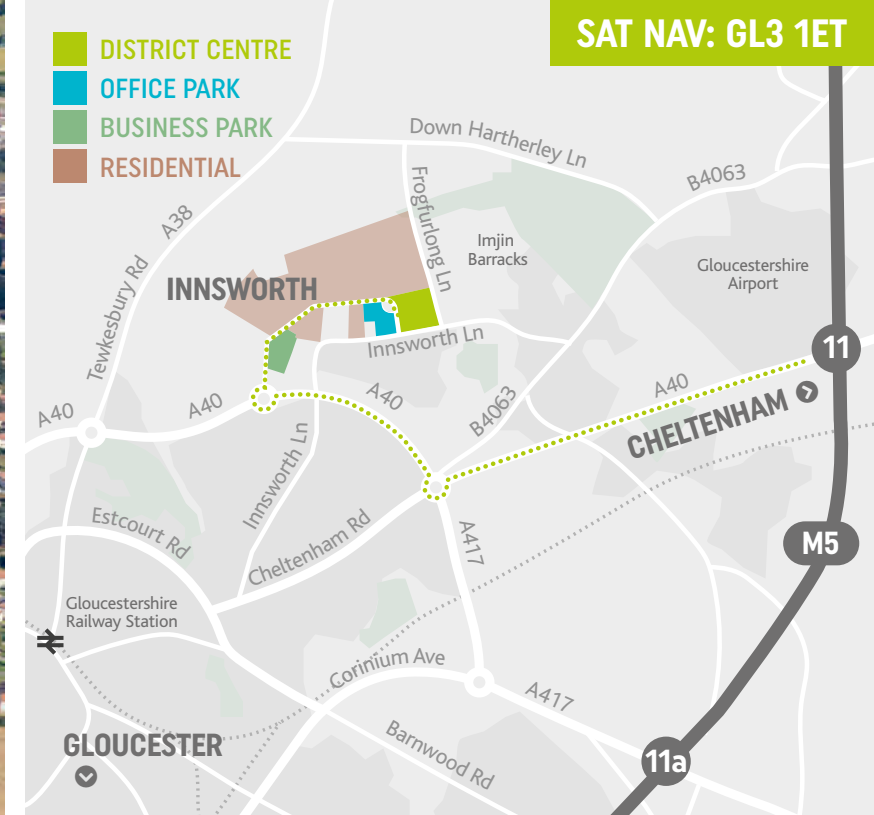 SAT NAV: GL3 1ET
DISTRICT CENTRE
OFFICE PARK
BUSINESS PARK
RESIDENTIAL
Down Hartherley Ln
B4063
A38
Frogfurlong Ln
Imjin
Barracks
Gloucestershire
Airport
INNSWORTH
Tewkesbury Rd
Innsworth Ln
11
A40
A40
A40
A40
CHELTENHAM
B4063
Innsworth Ln
Estcourt Rd
Cheltenham Rd
A417
M5
Gloucestershire
Railway Station
Corinium Ave
A417
Barnwood Rd
GLOUCESTER
11a